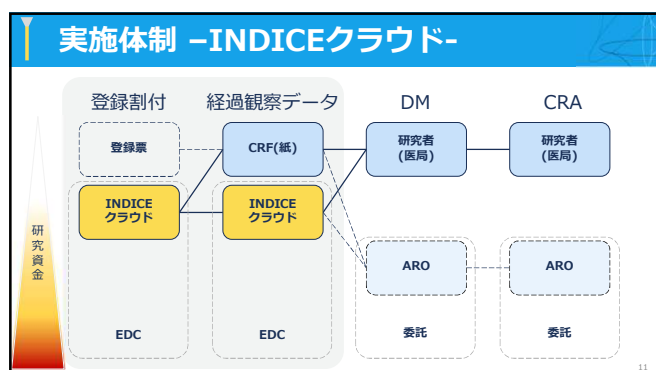 実施体制 –INDICEクラウド-
登録割付
経過観察データ
DM
CRA
登録票
CRF(紙)
研究者
(医局)
研究者
(医局)
INDICE
クラウド
INDICE
クラウド
研究資金
ARO
ARO
EDC
EDC
委託
委託
11